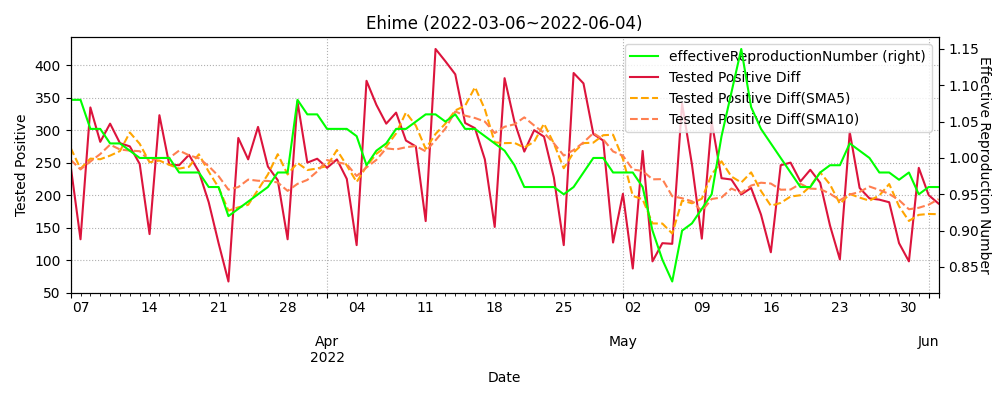 Ehime (2022-03-06~2022-06-04)
effectiveReproductionNumber (right)
Tested Positive Diff
Tested Positive Diff(SMA5)
Tested Positive Diff(SMA10)
Tested Positive
400
350
300
250
200
150
100
50
1.15
1.10
1.05
1.00
0.95
0.90
0.85
Effective Reproduction Number
07 14 21 28 04 11 18 25 02 09 16 23 30
Apr May Jun
2022
Date